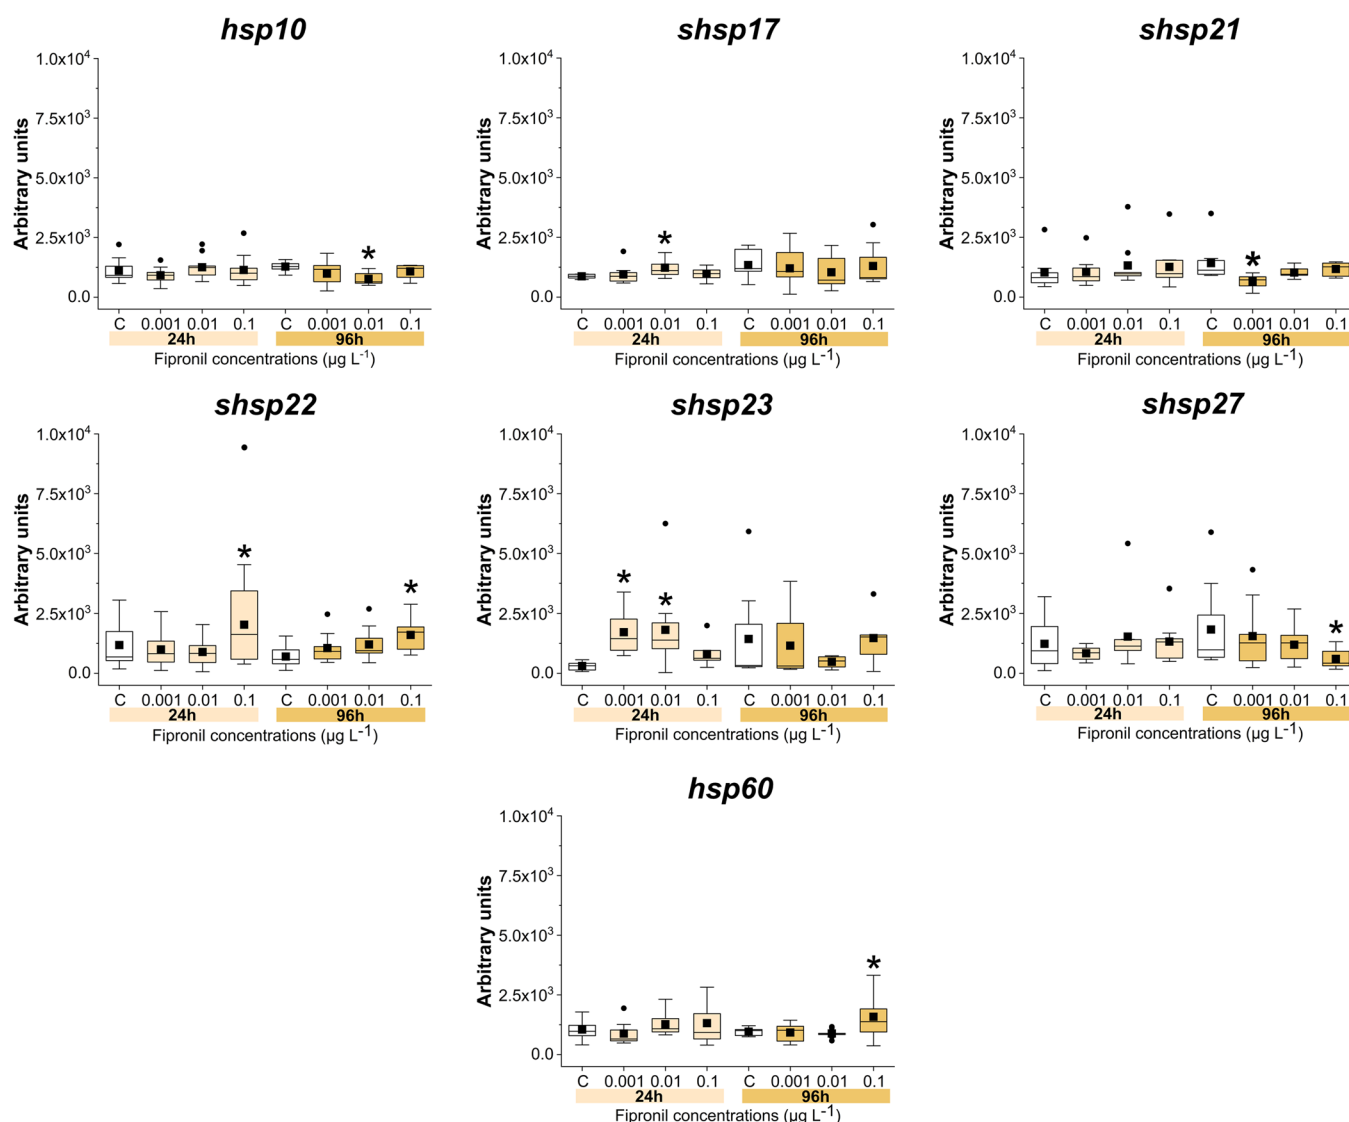 hsp10
shsp17
shsp21
1.0x10⁴
7.5x10³
5.0x10³
2.5x10³
0.0
Arbitrary units
*
C 0.001 0.01 0.1 C 0.001 0.01 0.1
24h 96h
Fipronil concentrations (µg L⁻¹)
1.0x10⁴
7.5x10³
5.0x10³
2.5x10³
0.0
Arbitrary units
*
C 0.001 0.01 0.1 C 0.001 0.01 0.1
24h 96h
Fipronil concentrations (µg L⁻¹)
1.0x10⁴
7.5x10³
5.0x10³
2.5x10³
0.0
Arbitrary units
*
C 0.001 0.01 0.1 C 0.001 0.01 0.1
24h 96h
Fipronil concentrations (µg L⁻¹)
shsp22
shsp23
shsp27
1.0x10⁴
7.5x10³
5.0x10³
2.5x10³
0.0
Arbitrary units
* *
C 0.001 0.01 0.1 C 0.001 0.01 0.1
24h 96h
Fipronil concentrations (µg L⁻¹)
1.0x10⁴
7.5x10³
5.0x10³
2.5x10³
0.0
Arbitrary units
* *
C 0.001 0.01 0.1 C 0.001 0.01 0.1
24h 96h
Fipronil concentrations (µg L⁻¹)
1.0x10⁴
7.5x10³
5.0x10³
2.5x10³
0.0
Arbitrary units
*
C 0.001 0.01 0.1 C 0.001 0.01 0.1
24h 96h
Fipronil concentrations (µg L⁻¹)
hsp60
1.0x10⁴
7.5x10³
5.0x10³
2.5x10³
0.0
Arbitrary units
*
C 0.001 0.01 0.1 C 0.001 0.01 0.1
24h 96h
Fipronil concentrations (µg L⁻¹)